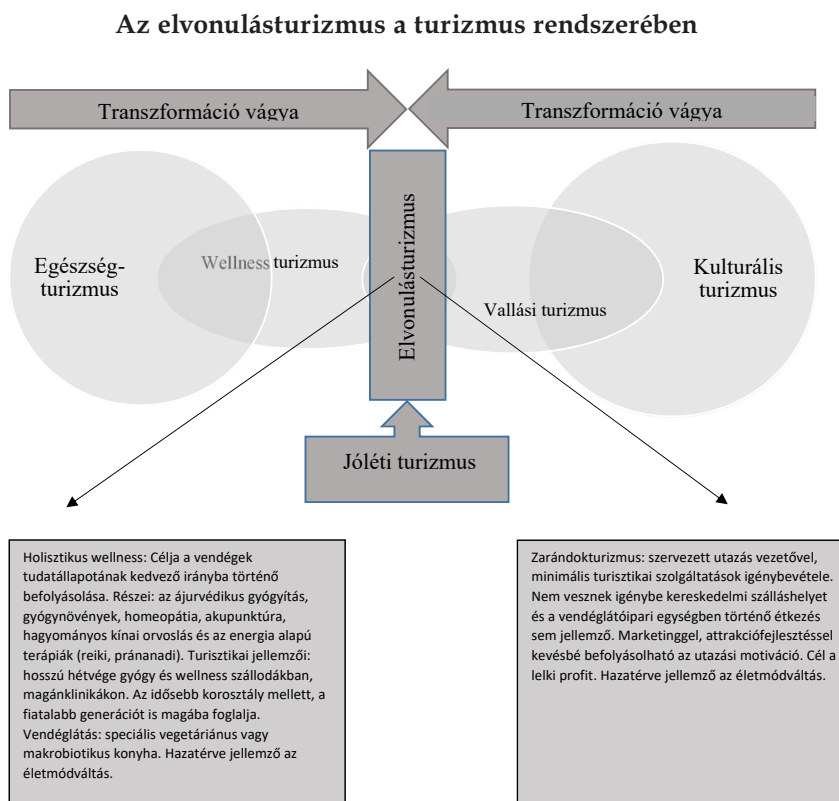 Az elvonulásturizmus a turizmus rendszerében
Transzformáció vágya
Transzformáció vágya
Egészség-
turizmus
Wellness turizmus
Elvonulásturizmus
Vallási turizmus
Kulturális
turizmus
Jóléti turizmus
Holisztikus wellness: Célja a vendégek
tudatállapotának kedvező irányba történő
befolyásolása. Részei: az ájurvédikus gyógyítás,
gyógynövények, homeopátia, akupunktúra,
hagyományos kínai orvoslás és az energia alapú
terápiák (reiki, pránanadi). Turisztikai jellemzői:
hosszú hétvége gyógy és wellness szállodákban,
magánklinikákon. Az idősebb korosztály mellett, a
fiatalabb generációt is magába foglalja.
Vendéglátás: speciális vegetáriánus vagy
makrobiotikus konyha. Hazatérve jellemző az
életmódváltás.
Zarándokturizmus: szervezett utazás vezetővel,
minimális turisztikai szolgáltatások igénybevétele.
Nem vesznek igénybe kereskedelmi szálláshelyet
és a vendéglátóipari egységben történő étkezés
sem jellemző. Marketinggel, attrakciófejlesztéssel
kevésbé befolyásolható az utazási motiváció. Cél a
lelki profit. Hazatérve jellemző az életmódváltás.